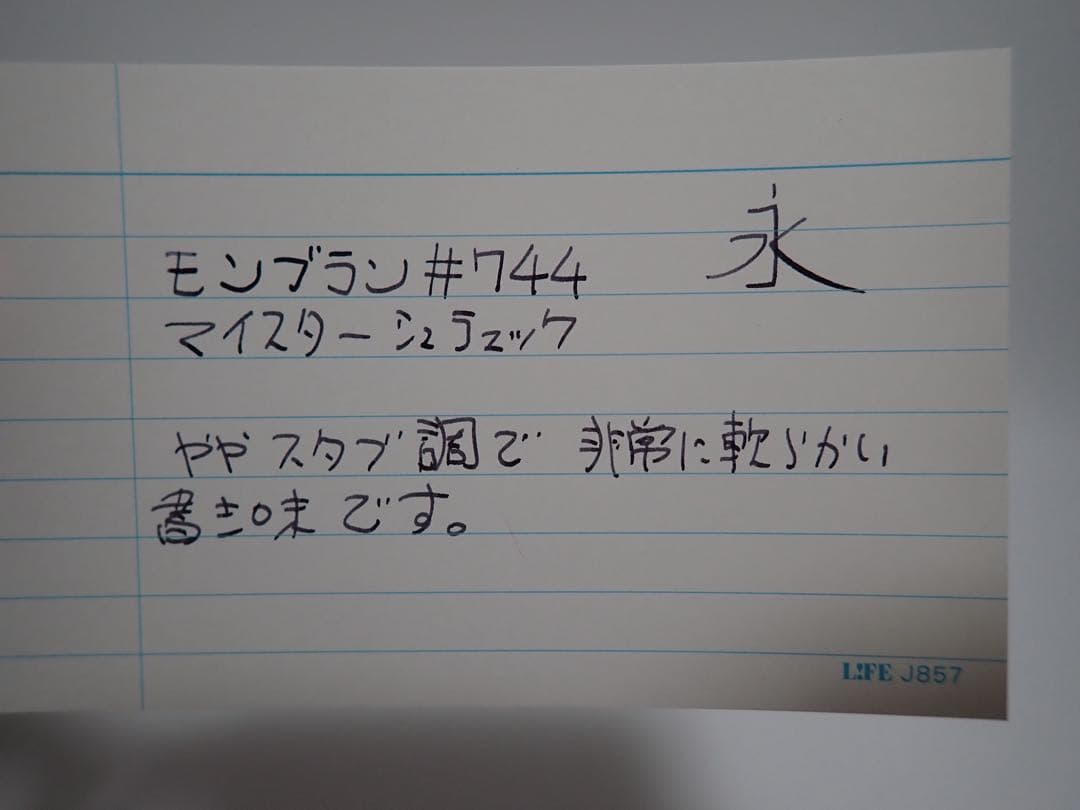 モンブラン#744
永
マイスターシュテュック
やや スタブ調で 非常に軟らかい
書き味です。
L!FE J857